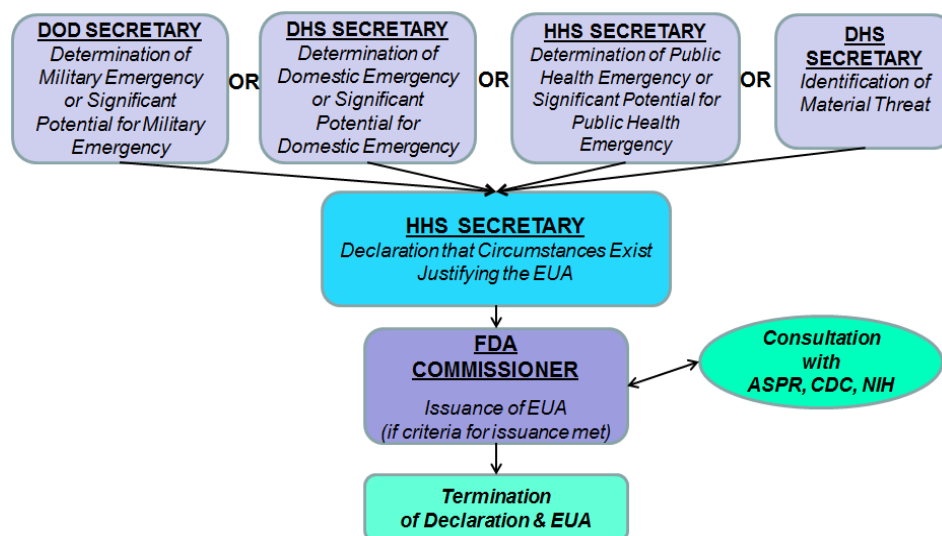 DOD SECRETARY
Determination of
Military Emergency
or Significant
Potential for Military
Emergency
OR
DHS SECRETARY
Determination of
Domestic Emergency
or Significant
Potential for
Domestic Emergency
OR
HHS SECRETARY
Determination of Public
Health Emergency or
Significant Potential for
Public Health
Emergency
OR
DHS
SECRETARY
Identification of
Material Threat
HHS SECRETARY
Declaration that Circumstances Exist
Justifying the EUA
FDA
COMMISSIONER
Issuance of EUA
(if criteria for issuance met)
Consultation
with
ASPR, CDC, NIH
Termination
of Declaration & EUA